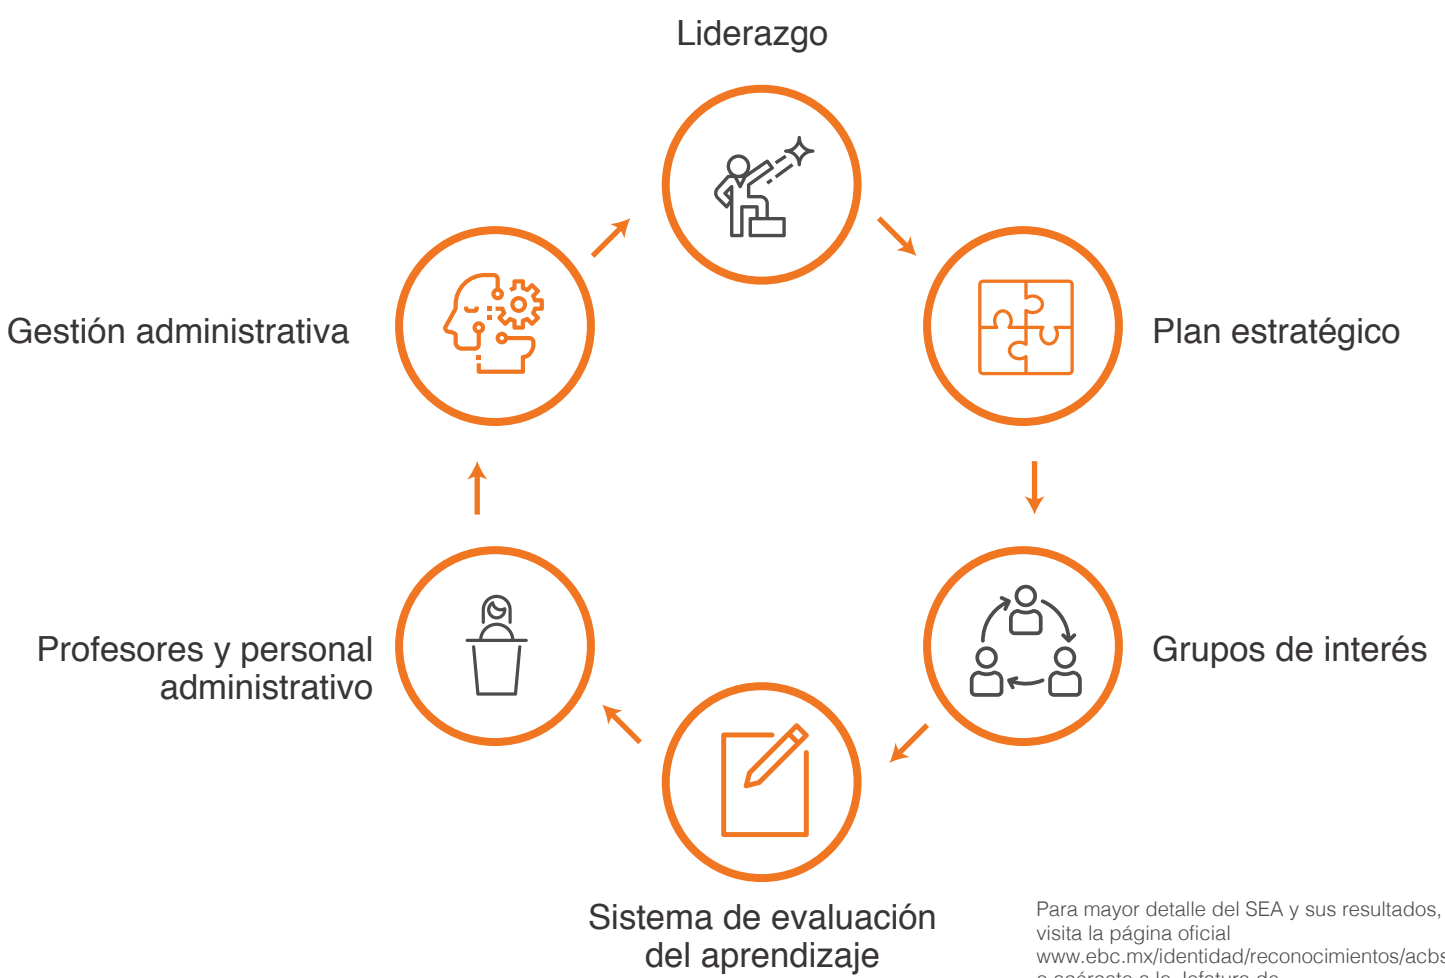 Liderazgo
Gestión administrativa
Plan estratégico
Profesores y personal
administrativo
Grupos de interés
Sistema de evaluación
del aprendizaje
Para mayor detalle del SEA y sus resultados,
visita la página oficial
www.ebc.mx/identidad/reconocimientos/acbs